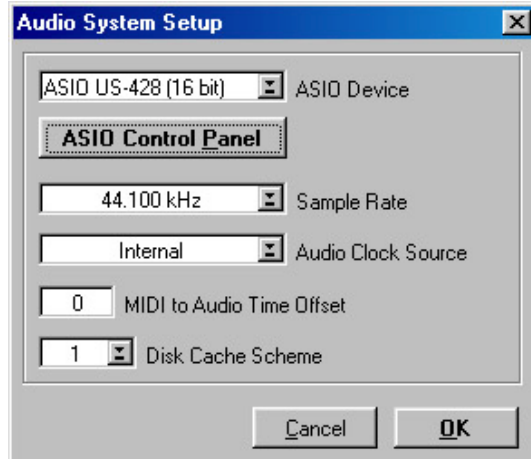 Audio System Setup
ASIO US-428 (16 bit) ASIO Device
ASIO Control Panel
44.100 kHz Sample Rate
Internal Audio Clock Source
0 MIDI to Audio Time Offset
1 Disk Cache Scheme
Cancel OK